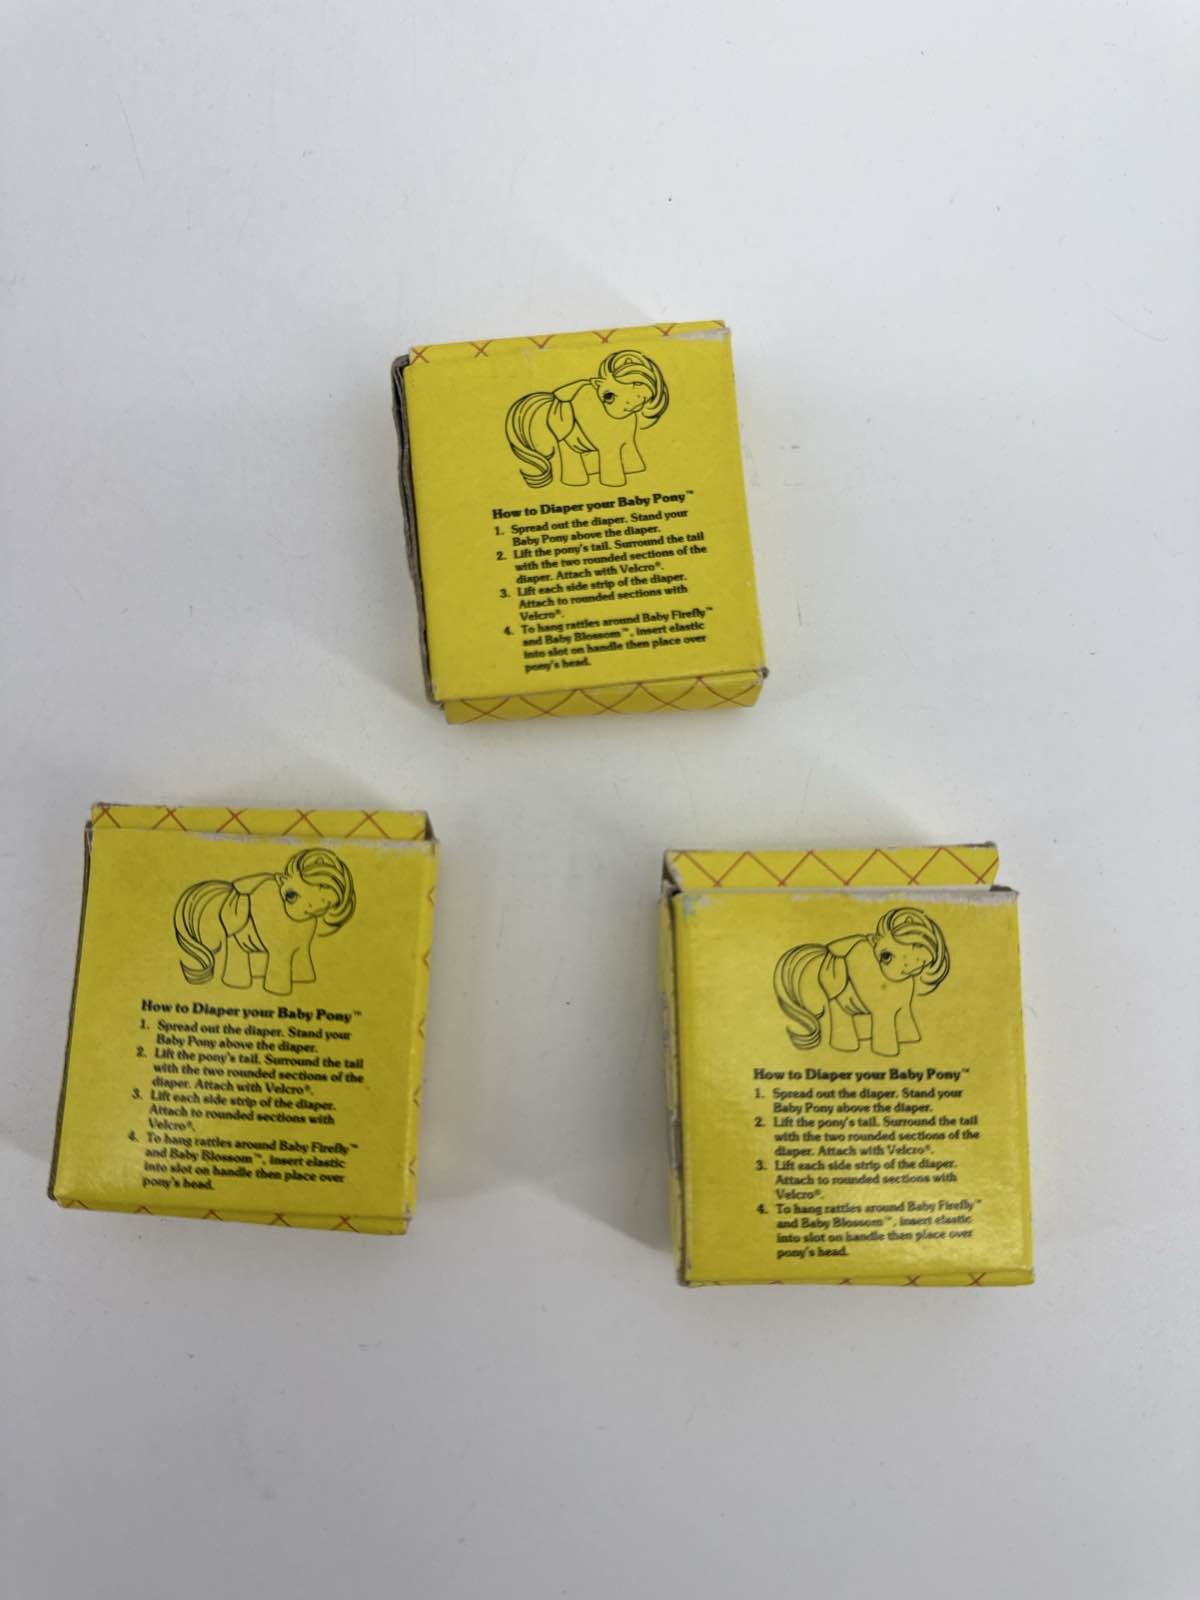 How to Diaper your Baby Pony™
1. Spread out the diaper. Stand your
Baby Pony above the diaper.
2. Lift the pony's tail. Surround the tail
with the two rounded sections of the
diaper. Attach with Velcro®.
3. Lift each side strip of the diaper.
Attach to rounded sections with
Velcro®.
4. To hang rattles around Baby Firefly™
and Baby Blossom™, insert elastic
into slot on handle then place over
pony's head.
How to Diaper your Baby Pony™
1. Spread out the diaper. Stand your
Baby Pony above the diaper.
2. Lift the pony's tail. Surround the tail
with the two rounded sections of the
diaper. Attach with Velcro®.
3. Lift each side strip of the diaper.
Attach to rounded sections with
Velcro®.
4. To hang rattles around Baby Firefly™
and Baby Blossom™, insert elastic
into slot on handle then place over
pony's head.
How to Diaper your Baby Pony™
1. Spread out the diaper. Stand your
Baby Pony above the diaper.
2. Lift the pony's tail. Surround the tail
with the two rounded sections of the
diaper. Attach with Velcro®.
3. Lift each side strip of the diaper.
Attach to rounded sections with
Velcro®.
4. To hang rattles around Baby Firefly™
and Baby Blossom™, insert elastic
into slot on handle then place over
pony's head.